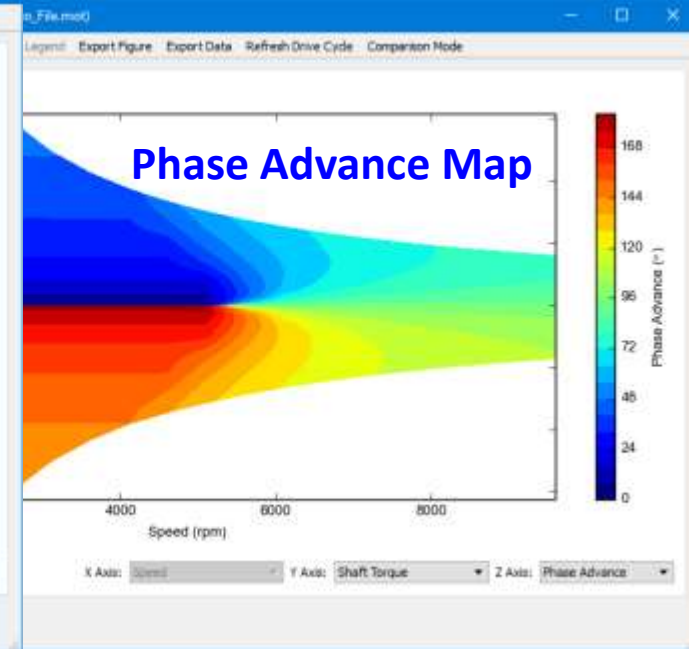 n_File.mot)
Legend Export Figure Export Data Refresh Drive Cycle Comparison Mode
Phase Advance Map
168
144
120
96
72
48
24
0
Phase Advance (°)
4000 6000 8000
Speed (rpm)
X Axis: Speed Y Axis: Shaft Torque Z Axis: Phase Advance